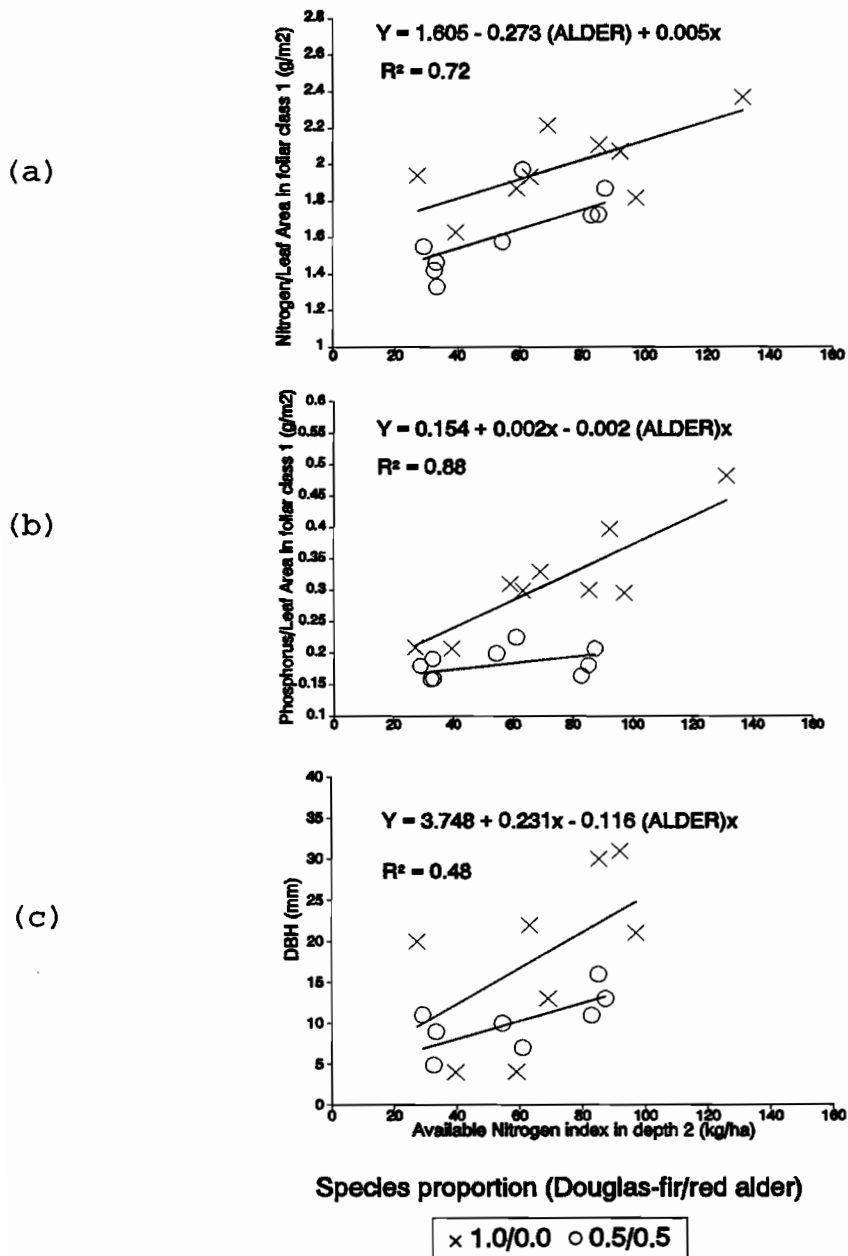 (a)
Nitrogen/Leaf Area in foliar class 1 (g/m2)
2.8
2.6
2.4
2.2
2
1.8
1.6
1.4
1.2
1
Y = 1.605 - 0.273 (ALDER) + 0.005x
R² = 0.72
0 20 40 60 80 100 120 140 160
(b)
Phosphorus/Leaf Area in foliar class 1 (g/m2)
0.6
0.55
0.5
0.45
0.4
0.35
0.3
0.25
0.2
0.15
0.1
Y = 0.154 + 0.002x - 0.002 (ALDER)x
R² = 0.88
0 20 40 60 80 100 120 140 160
(c)
DBH (mm)
40
35
30
25
20
15
10
5
0
Y = 3.748 + 0.231x - 0.116 (ALDER)x
R² = 0.48
0 20 40 60 80 100 120 140 160
Available Nitrogen index in depth 2 (kg/ha)
Species proportion (Douglas-fir/red alder)
× 1.0/0.0 ○ 0.5/0.5